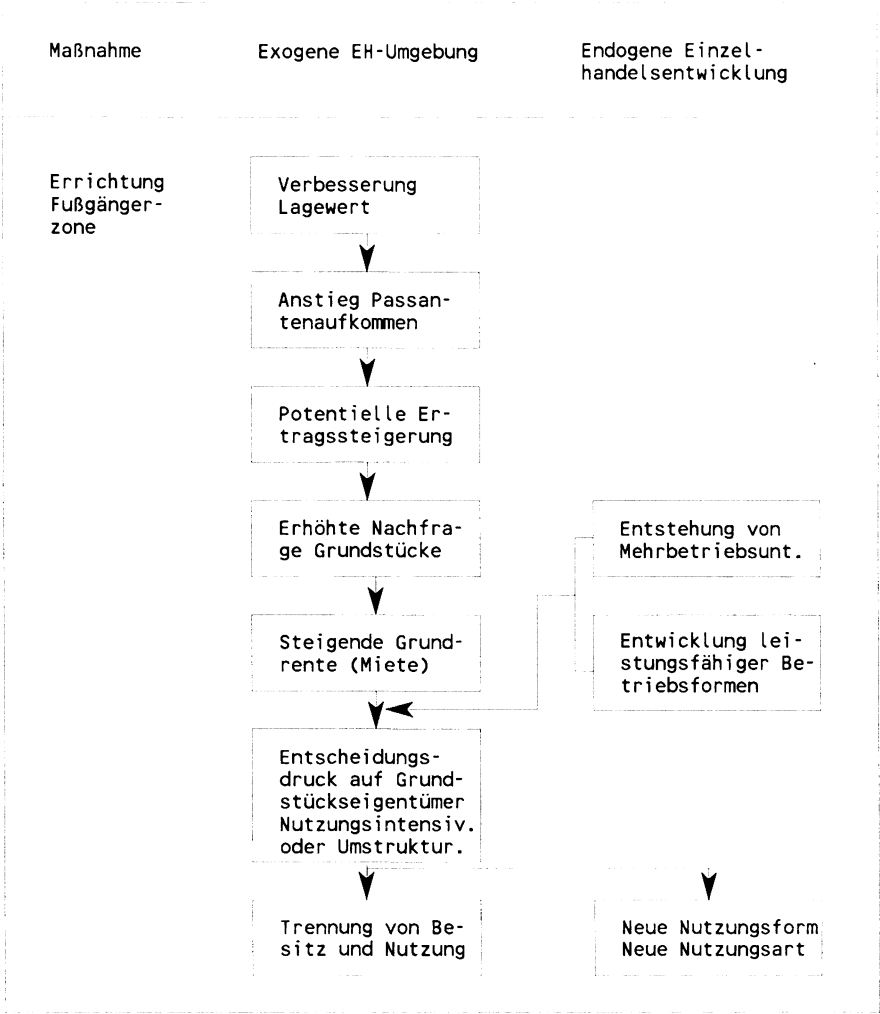 Maßnahme
Exogene EH-Umgebung
Endogene Einzel-
handelsentwicklung
Errichtung
Fußgänger-
zone
Verbesserung
Lagewert
Anstieg Passan-
tenaufkommen
Potentielle Er-
tragssteigerung
Erhöhte Nachfra-
ge Grundstücke
Entstehung von
Mehrbetriebsunt.
Steigende Grund-
rente (Miete)
Entwicklung lei-
stungsfähiger Be-
triebsformen
Entscheidungs-
druck auf Grund-
stückseigentümer
Nutzungsintensiv.
oder Umstruktur.
Trennung von Be-
sitz und Nutzung
Neue Nutzungsform
Neue Nutzungsart